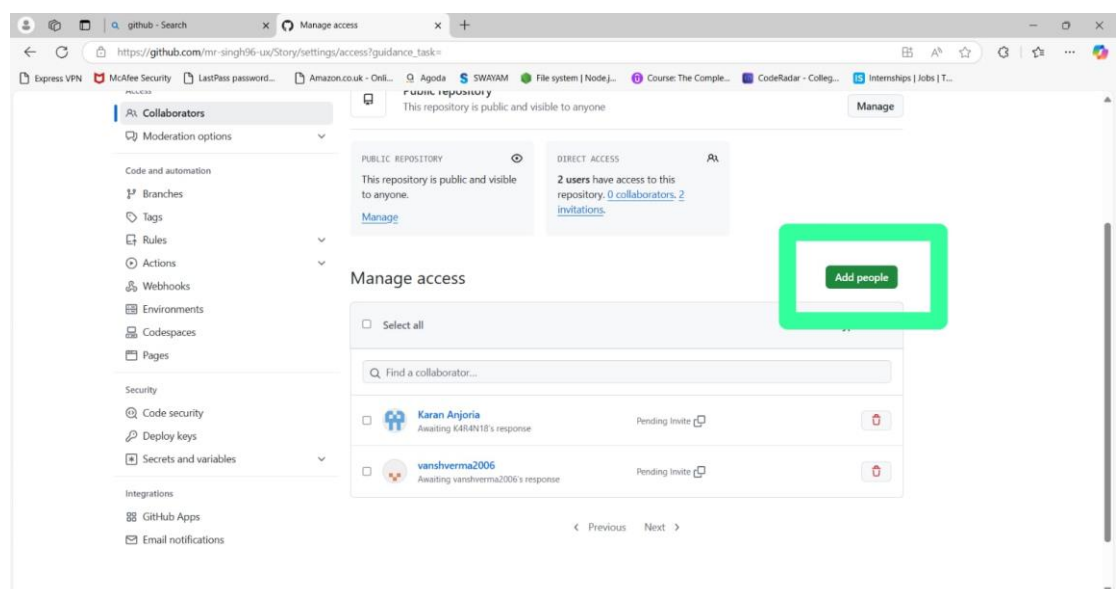 github - Search
Manage access
https://github.com/mr-singh96-ux/Story/settings/access?guidance_task=
Express VPN
McAfee Security
LastPass password...
Amazon.co.uk - Onli...
Agoda
SWAYAM
File system | Node.j...
Course: The Comple...
CodeRadar - Colleg...
Internships | Jobs | T...
Access
Collaborators
Moderation options
Code and automation
Branches
Tags
Rules
Actions
Webhooks
Environments
Codespaces
Pages
Security
Code security
Deploy keys
Secrets and variables
Integrations
GitHub Apps
Email notifications
Public repository
This repository is public and visible to anyone
Manage
PUBLIC REPOSITORY
This repository is public and visible
to anyone.
Manage
DIRECT ACCESS
2 users have access to this
repository. 0 collaborators. 2
invitations.
Manage access
Add people
Select all
Find a collaborator...
Karan Anjoria
Awaiting K4R4N18's response
Pending Invite
vanshverma2006
Awaiting vanshverma2006's response
Pending Invite
Previous Next